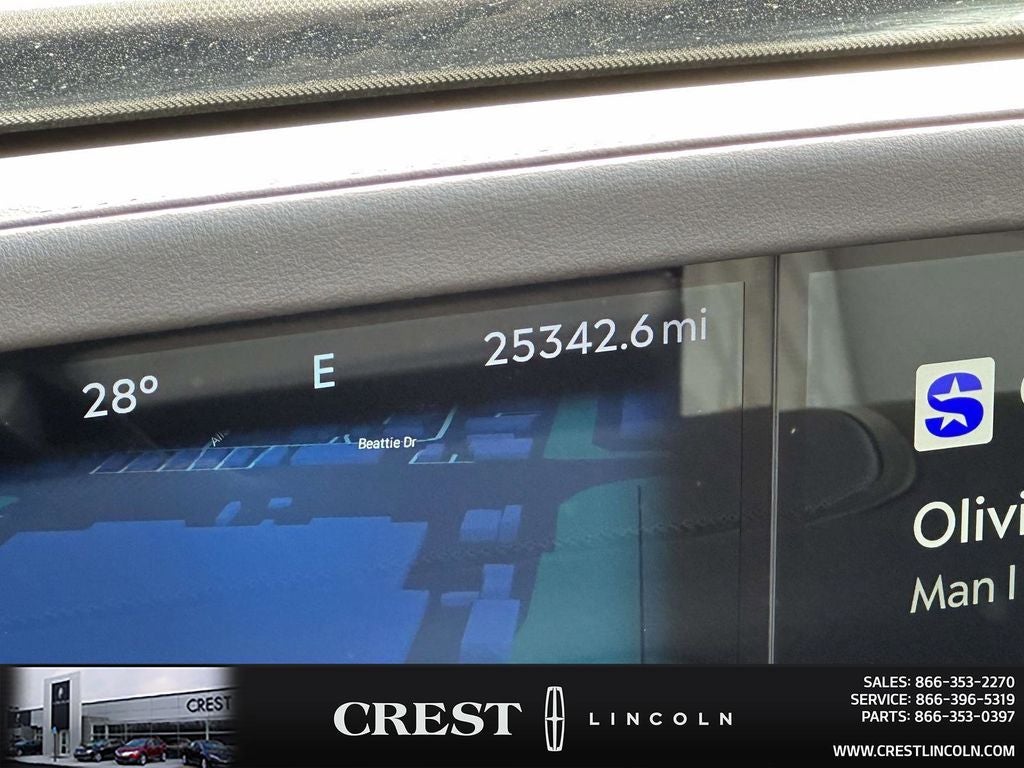 28° E 25342.6 mi
Beattie Dr
S
Olivi
Man I
CREST
CREST LINCOLN
SALES: 866-353-2270
SERVICE: 866-396-5319
PARTS: 866-353-0397
WWW.CRESTLINCOLN.COM